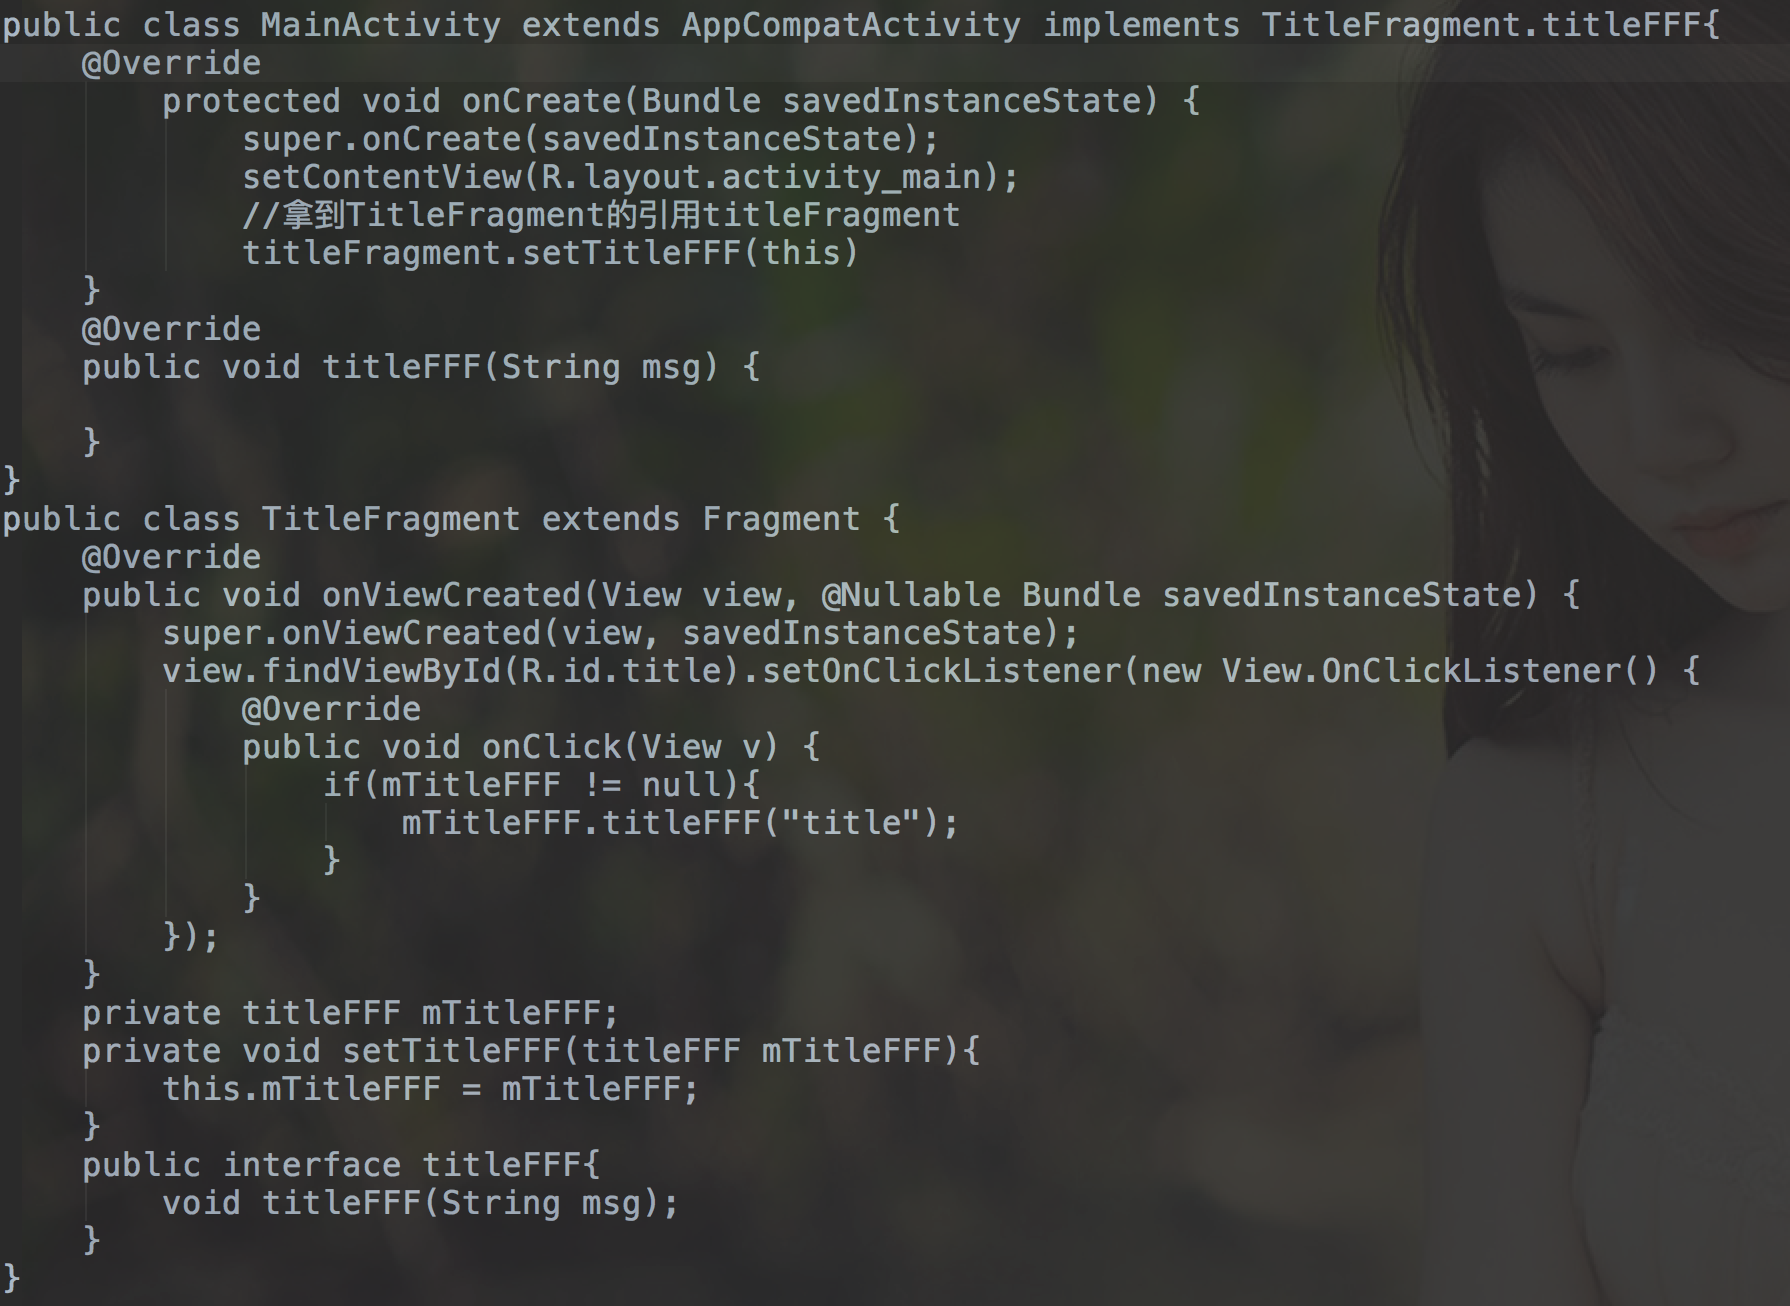 public class MainActivity extends AppCompatActivity implements TitleFragment.titleFFF{
    @Override
        protected void onCreate(Bundle savedInstanceState) {
            super.onCreate(savedInstanceState);
            setContentView(R.layout.activity_main);
            //拿到TitleFragment的引用titleFragment
            titleFragment.setTitleFFF(this)
    }
    @Override
    public void titleFFF(String msg) {

    }
}
public class TitleFragment extends Fragment {
    @Override
    public void onViewCreated(View view, @Nullable Bundle savedInstanceState) {
        super.onViewCreated(view, savedInstanceState);
        view.findViewById(R.id.title).setOnClickListener(new View.OnClickListener() {
            @Override
            public void onClick(View v) {
                if(mTitleFFF != null){
                    mTitleFFF.titleFFF("title");
                }
            }
        });
    }
    private titleFFF mTitleFFF;
    private void setTitleFFF(titleFFF mTitleFFF){
        this.mTitleFFF = mTitleFFF;
    }
    public interface titleFFF{
        void titleFFF(String msg);
    }
}